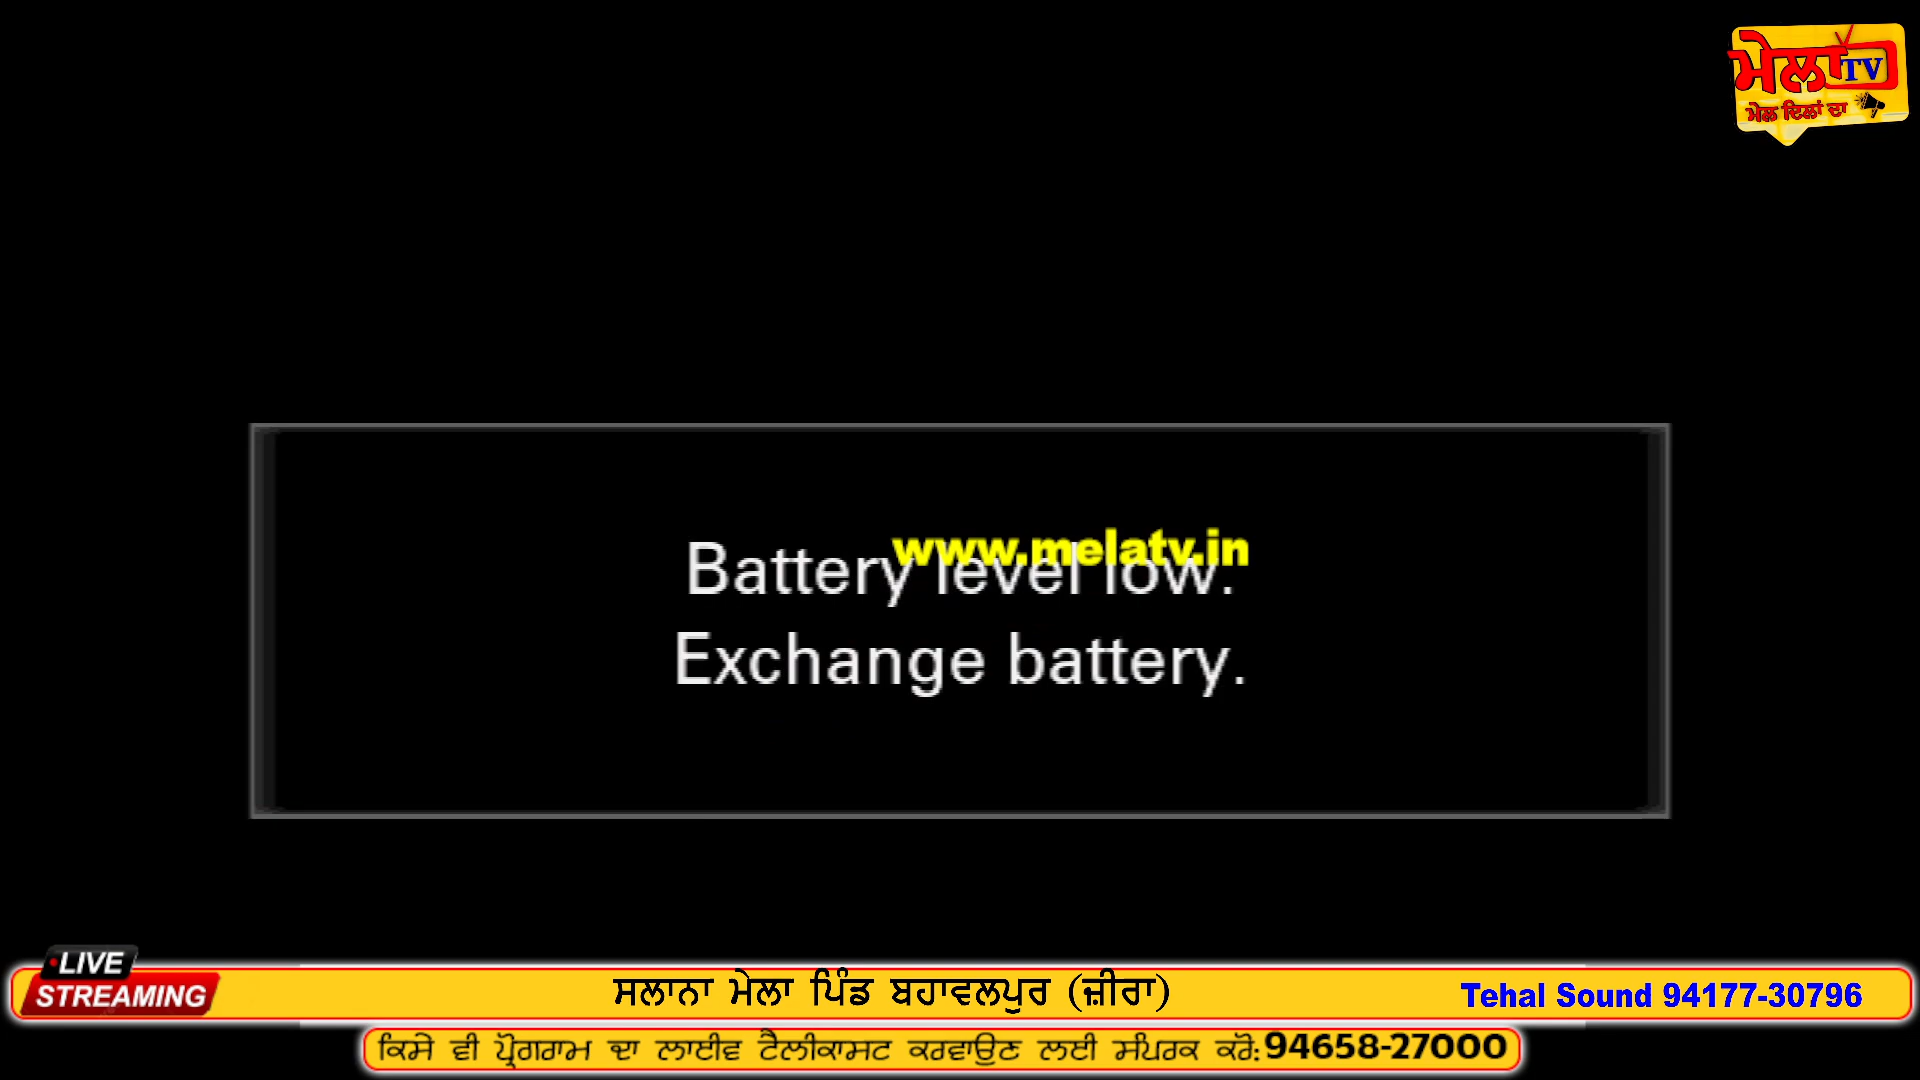 ਮੇਲਾ TV
ਮੇਲ ਦਿਲਾਂ ਦਾ
www.melatv.in
Battery level low.
Exchange battery.
LIVE
STREAMING
ਸਲਾਨਾ ਮੇਲਾ ਪਿੰਡ ਬਹਾਵਲਪੁਰ (ਜ਼ੀਰਾ)
Tehal Sound 94177-30796
ਕਿਸੇ ਵੀ ਪ੍ਰੋਗਰਾਮ ਦਾ ਲਾਈਵ ਟੈਲੀਕਾਸਟ ਕਰਵਾਉਣ ਲਈ ਸੰਪਰਕ ਕਰੋ:94658-27000